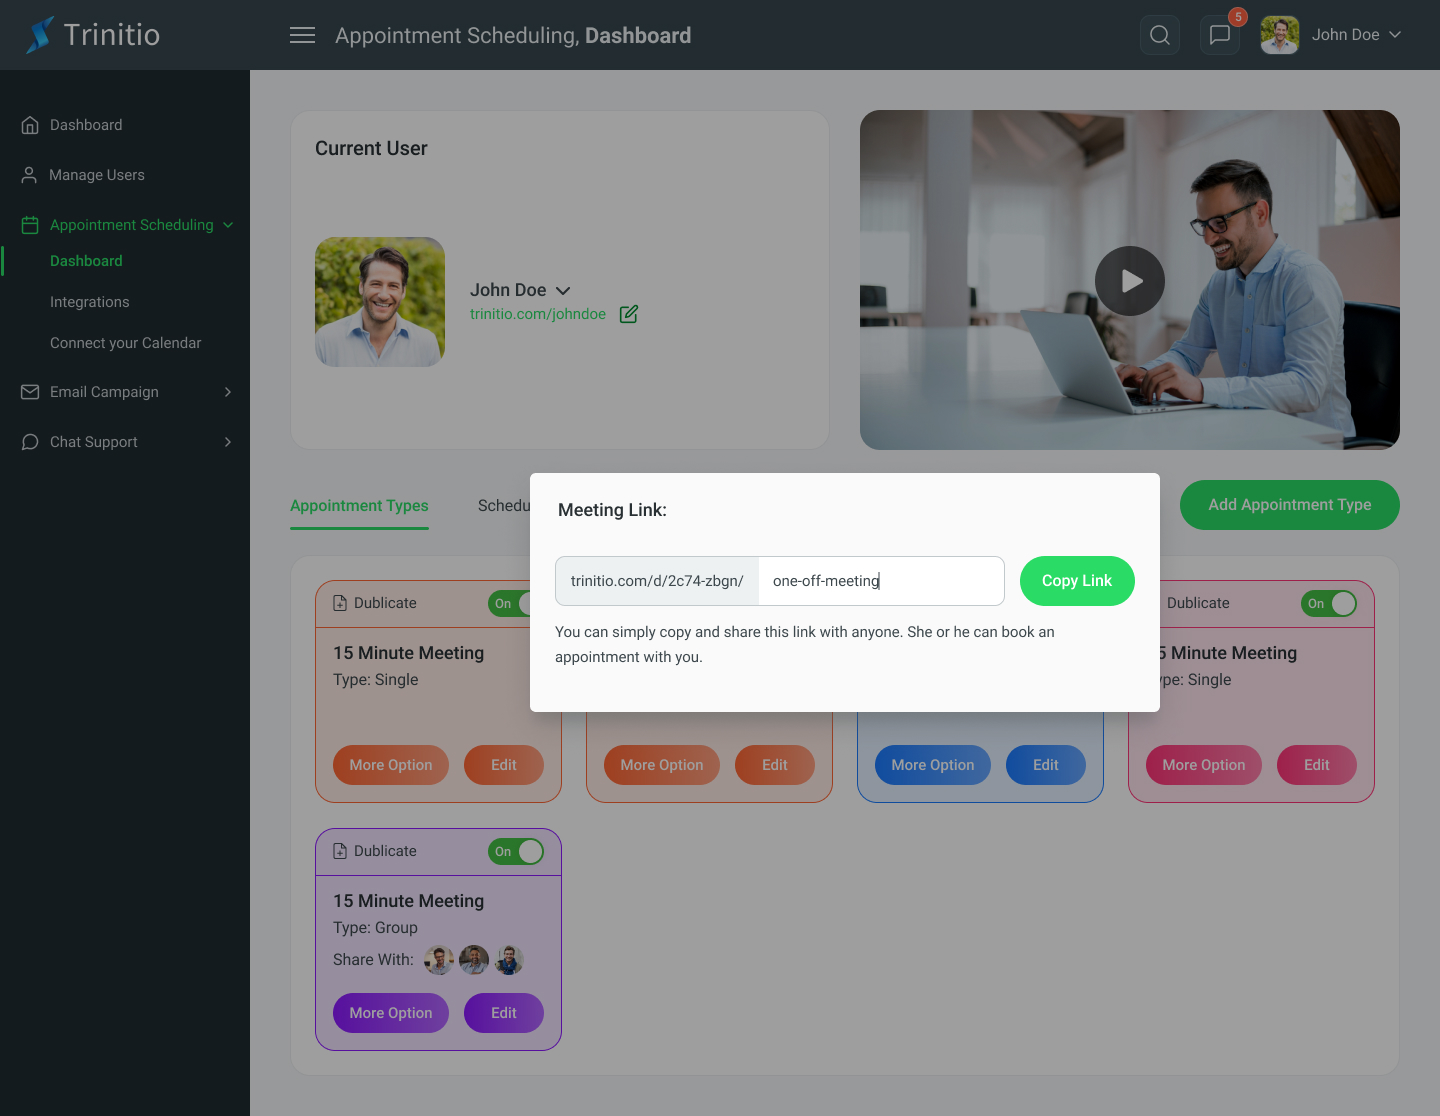 Trinitio
Appointment Scheduling, Dashboard
5
John Doe
Dashboard
Manage Users
Appointment Scheduling
Dashboard
Integrations
Connect your Calendar
Email Campaign
Chat Support
Current User
John Doe
trinitio.com/johndoe
Appointment Types
Schedu
Add Appointment Type
Meeting Link:
trinitio.com/d/2c74-zbgn/
one-off-meeting
Copy Link
You can simply copy and share this link with anyone. She or he can book an
appointment with you.
Dublicate
On
15 Minute Meeting
Type: Single
More Option
Edit
More Option
Edit
More Option
Edit
Dublicate
On
5 Minute Meeting
ype: Single
More Option
Edit
Dublicate
On
15 Minute Meeting
Type: Group
Share With:
More Option
Edit